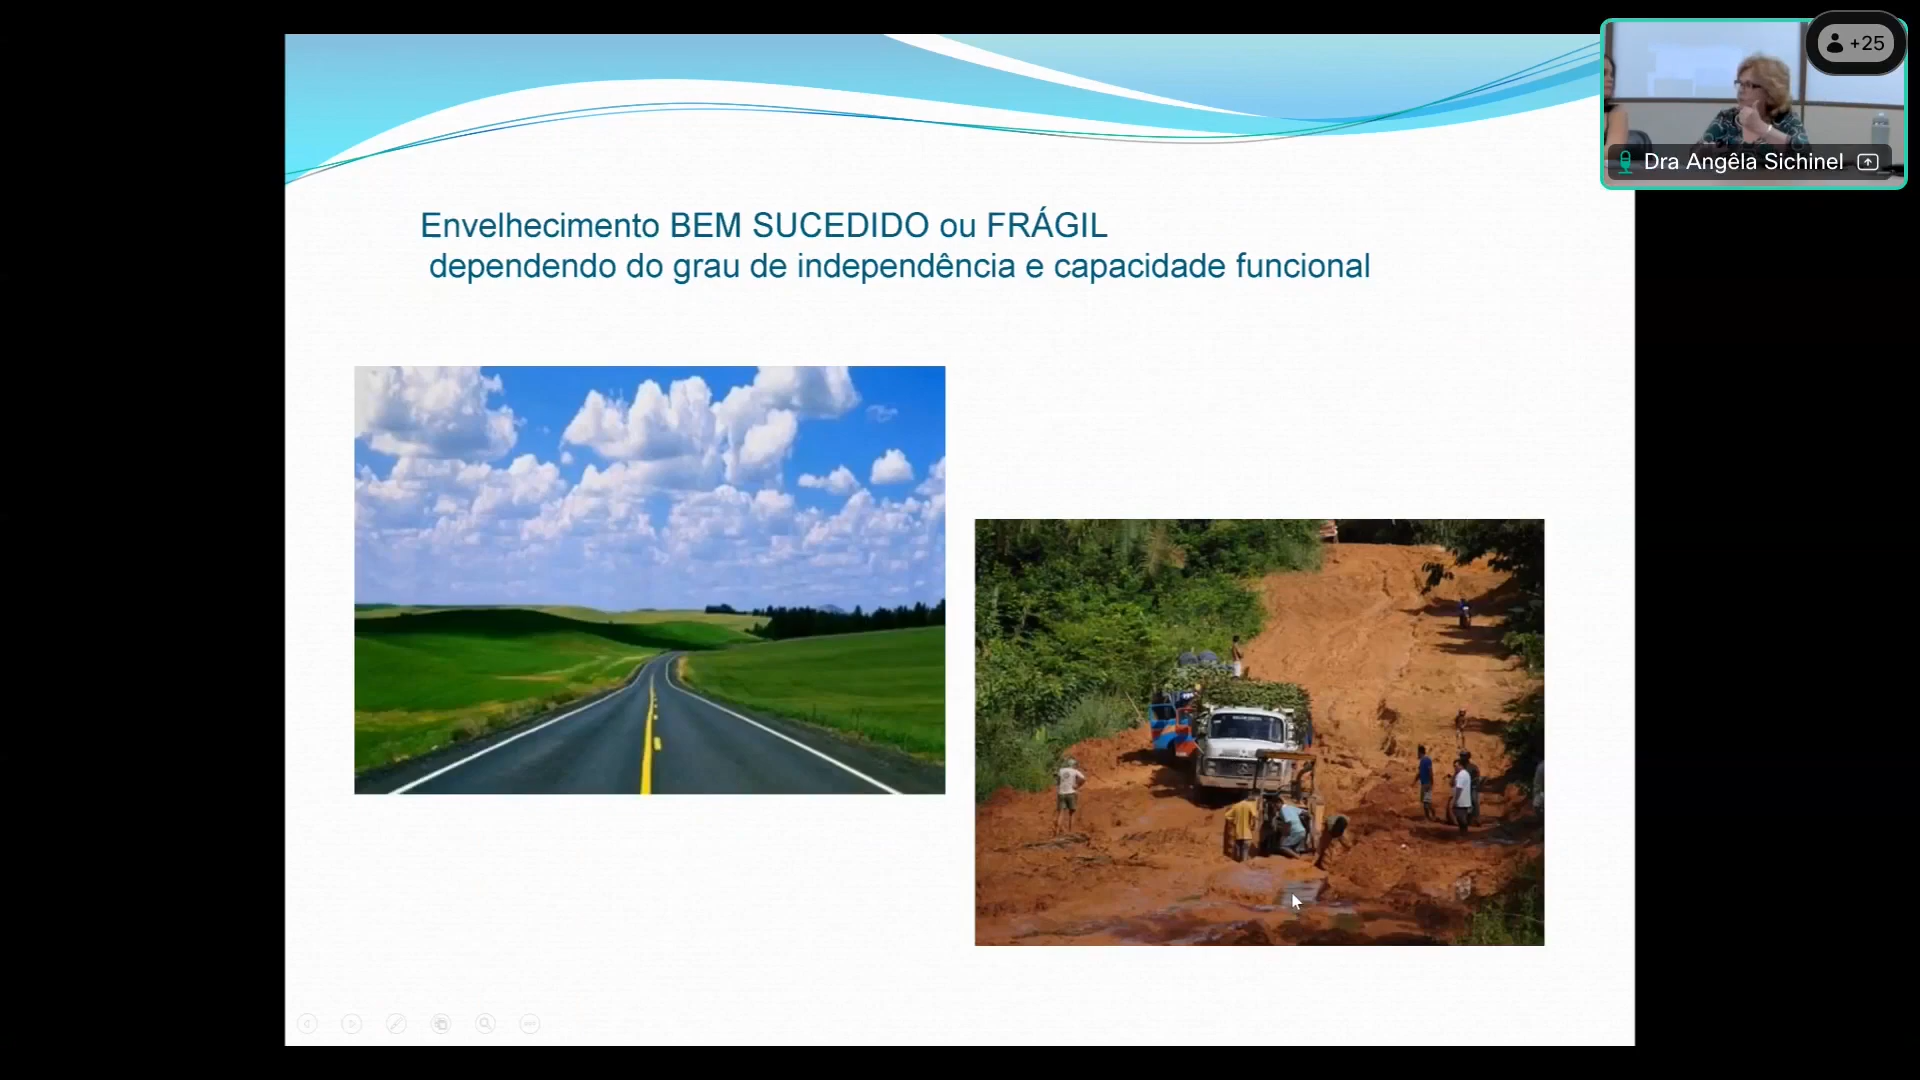 +25
Dra Angêla Sichinel
Envelhecimento BEM SUCEDIDO ou FRÁGIL
dependendo do grau de independência e capacidade funcional